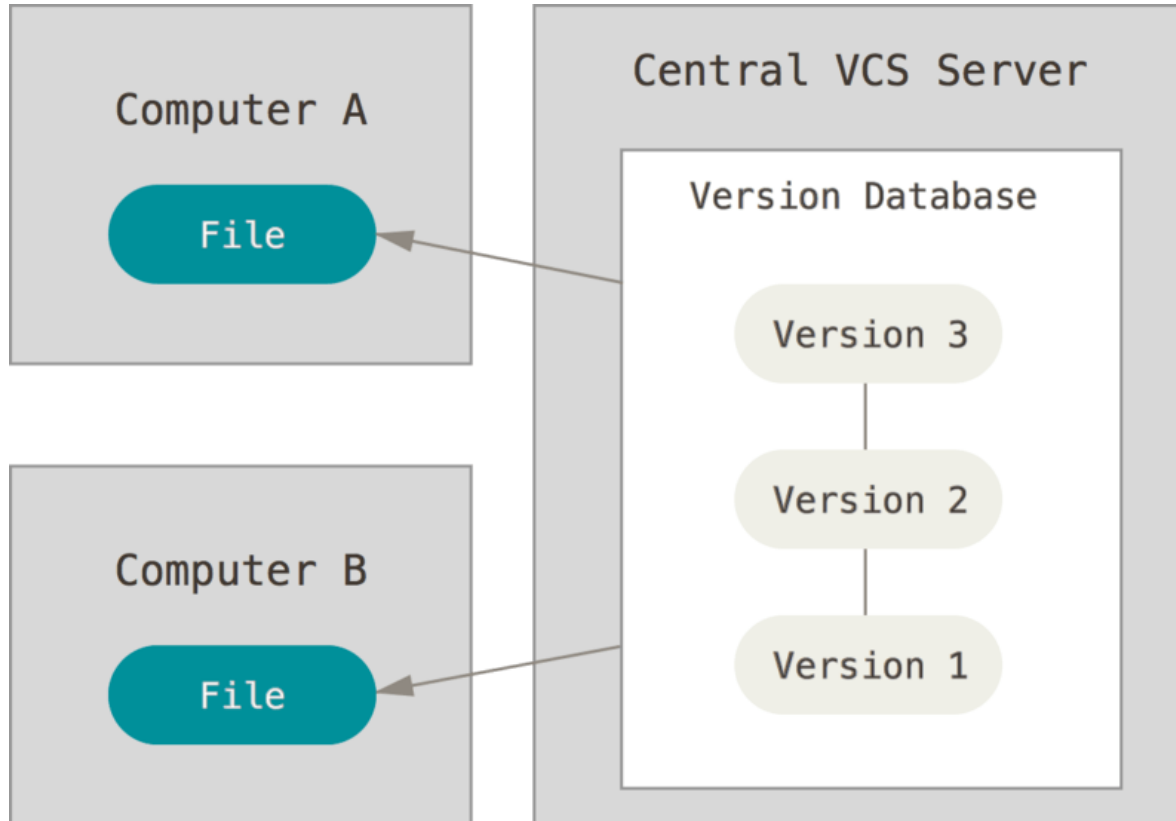 Computer A
File
Computer B
File
Central VCS Server
Version Database
Version 3
Version 2
Version 1